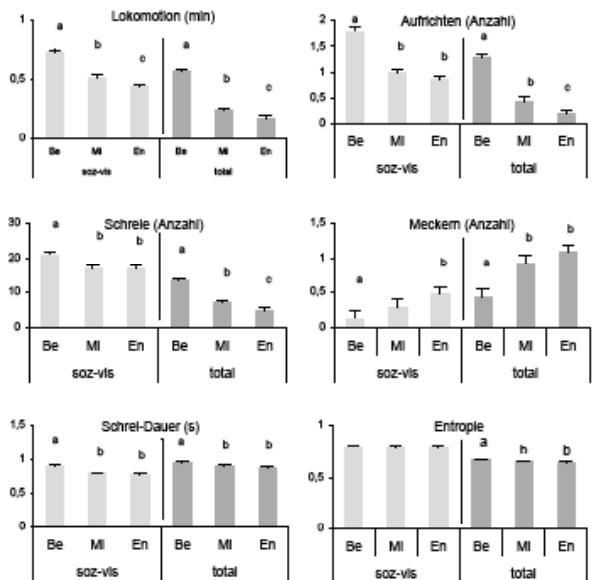 Lokomotion (min)
1
0,5
0
a
b
c
a
b
c
Be MI En Be MI En
soz-vis total
Aufrichten (Anzahl)
2
1,5
1
0,5
0
a
b
b
a
b
c
Be MI En Be MI En
soz-vis total
Schreie (Anzahl)
30
20
10
0
a
b
b
a
b
c
Be MI En Be MI En
soz-vis total
Meckern (Anzahl)
1,5
1
0,5
0
a
b
a
b
b
Be MI En Be MI En
soz-vis total
Schrei-Dauer (s)
1,5
1
0,5
0
a
b
b
a
b
b
Be MI En Be MI En
soz-vis total
Entropie
1
0,5
0
a
h
b
Be MI En Be MI En
soz-vis total